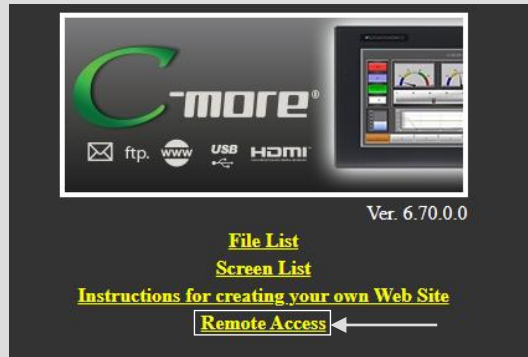 C-more®
ftp. www USB HDMI
Ver. 6.70.0.0
File List
Screen List
Instructions for creating your own Web Site
Remote Access